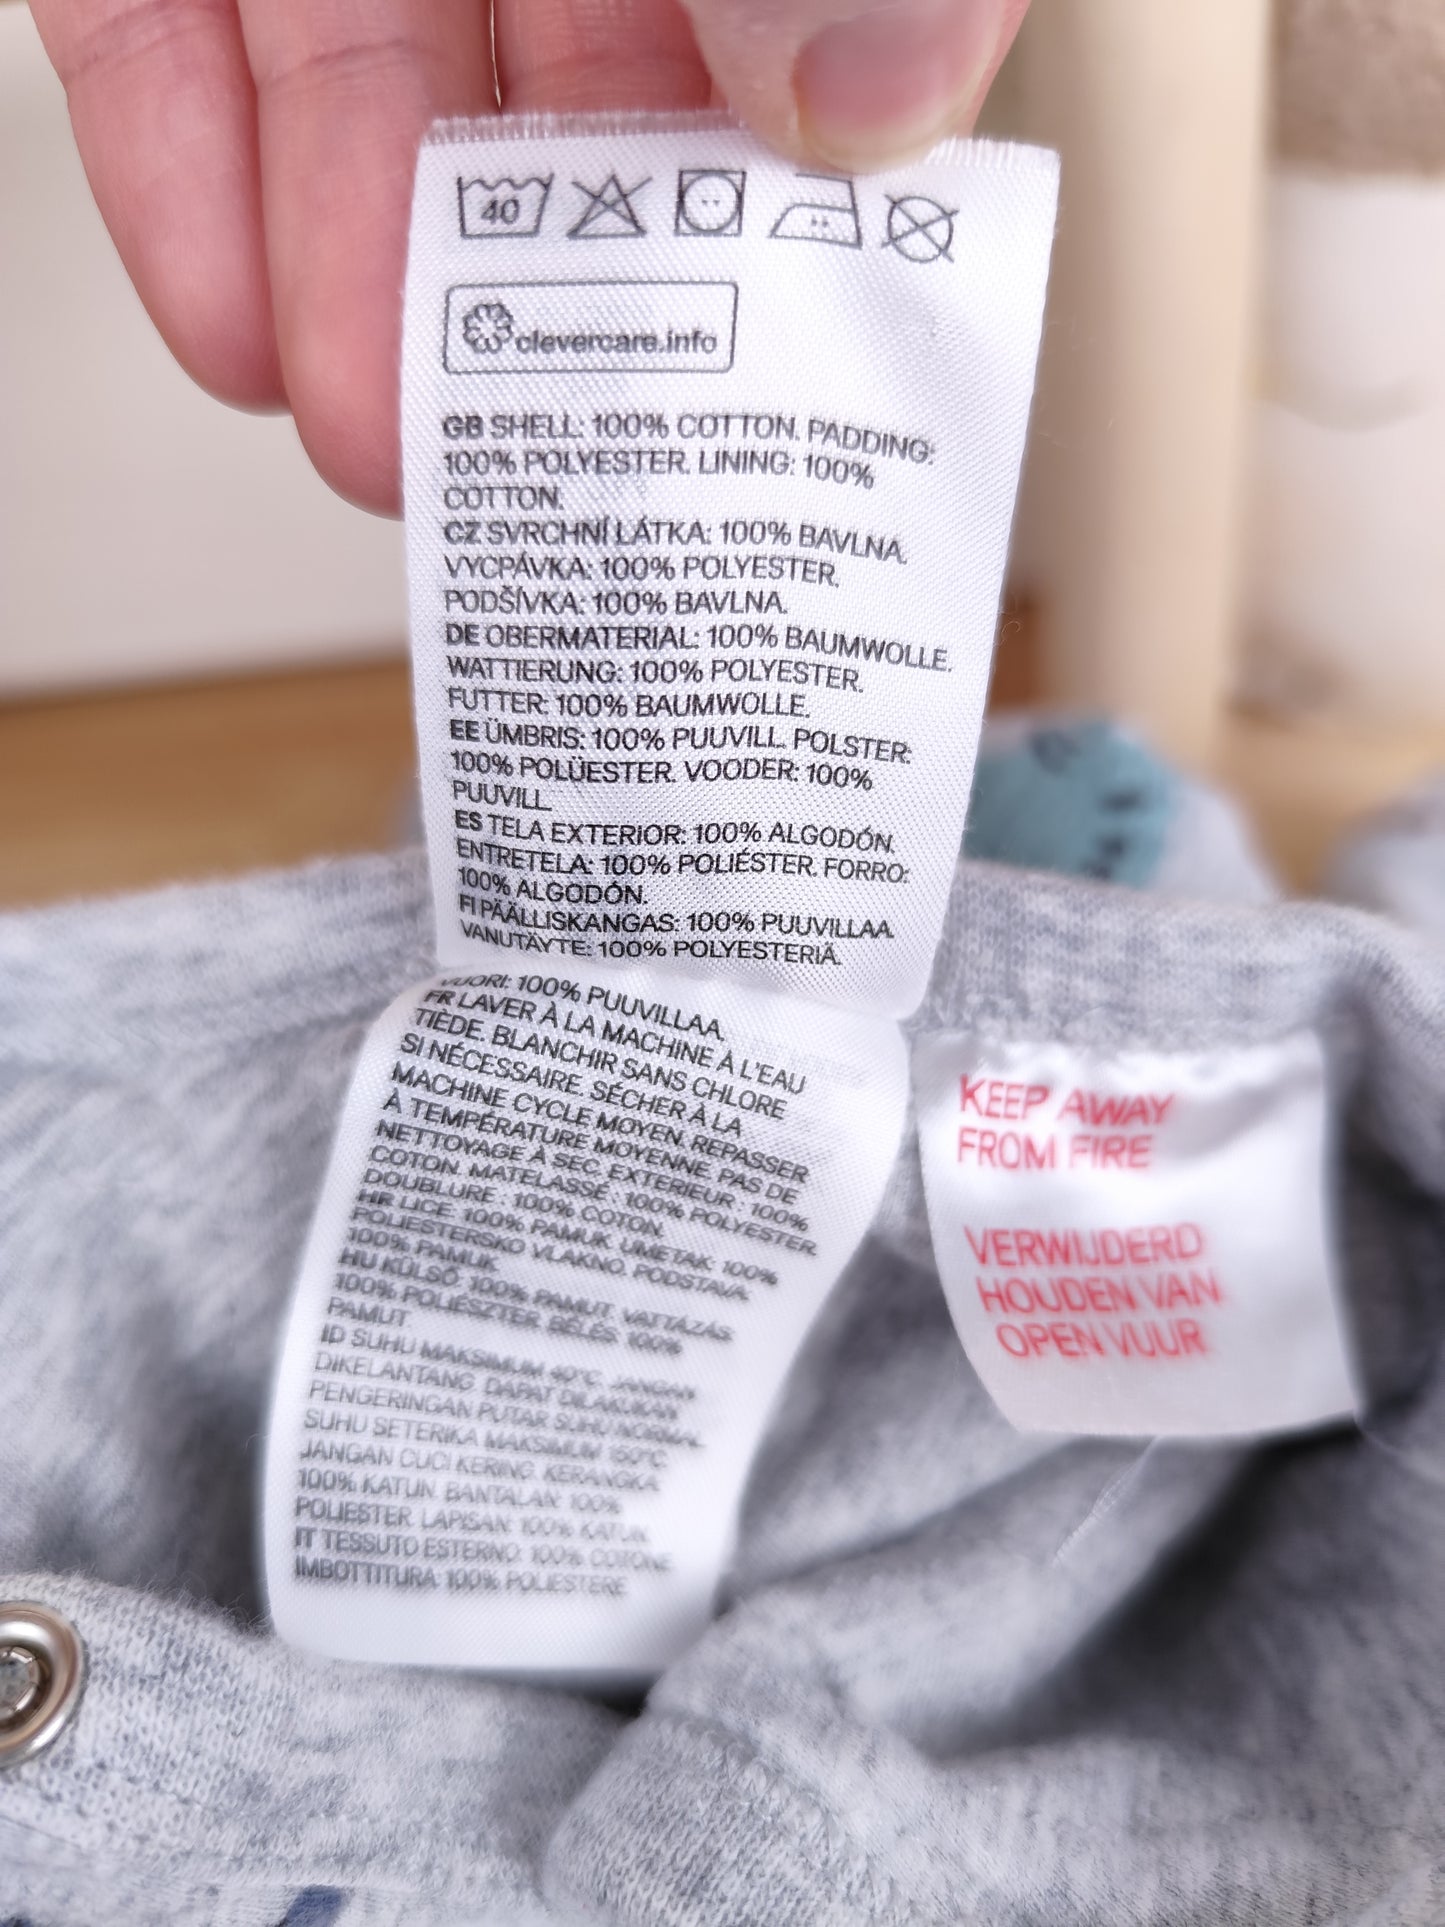 40
clevercare.info
GB SHELL: 100% COTTON. PADDING:
100% POLYESTER. LINING: 100%
COTTON.
CZ SVRCHNÍ LÁTKA: 100% BAVLNA.
VYCPÁVKA: 100% POLYESTER.
PODŠÍVKA: 100% BAVLNA.
DE OBERMATERIAL: 100% BAUMWOLLE.
WATTIERUNG: 100% POLYESTER.
FUTTER: 100% BAUMWOLLE.
EE ÜMBRIS: 100% PUUVILL. POLSTER:
100% POLÜESTER. VOODER: 100%
PUUVILL.
ES TELA EXTERIOR: 100% ALGODÓN.
ENTRETELA: 100% POLIÉSTER. FORRO:
100% ALGODÓN.
FI PÄÄLLISKANGAS: 100% PUUVILLAA.
VANUTÄYTE: 100% POLYESTERIÄ.
VUORI: 100% PUUVILLAA.
FR LAVER À LA MACHINE À L'EAU
TIÈDE. BLANCHIR SANS CHLORE
SI NÉCESSAIRE. SÉCHER À LA
MACHINE CYCLE MOYEN. REPASSER
À TEMPÉRATURE MOYENNE. PAS DE
NETTOYAGE À SEC. EXTERIEUR : 100%
COTON. MATELASSÉ : 100% POLYESTER.
DOUBLURE : 100% COTON.
HR LICE: 100% PAMUK. UMETAK: 100%
POLIESTERSKO VLAKNO. PODSTAVA:
100% PAMUK.
HU KÜLSŐ: 100% PAMUT. VATTÁZÁS:
100% POLIÉSZTER. BÉLÉS: 100%
PAMUT.
ID SUHU MAKSIMUM 40°C. JANGAN
DIKELANTANG. DAPAT DILAKUKAN
PENGERINGAN PUTAR SUHU NORMAL.
SUHU SETERIKA MAKSIMUM 150°C.
JANGAN CUCI KERING. KERANGKA:
100% KATUN. BANTALAN: 100%
POLIESTER. LAPISAN: 100% KATUN.
IT TESSUTO ESTERNO: 100% COTONE.
IMBOTTITURA: 100% POLIESTERE
KEEP AWAY
FROM FIRE
VERWIJDERD
HOUDEN VAN
OPEN VUUR